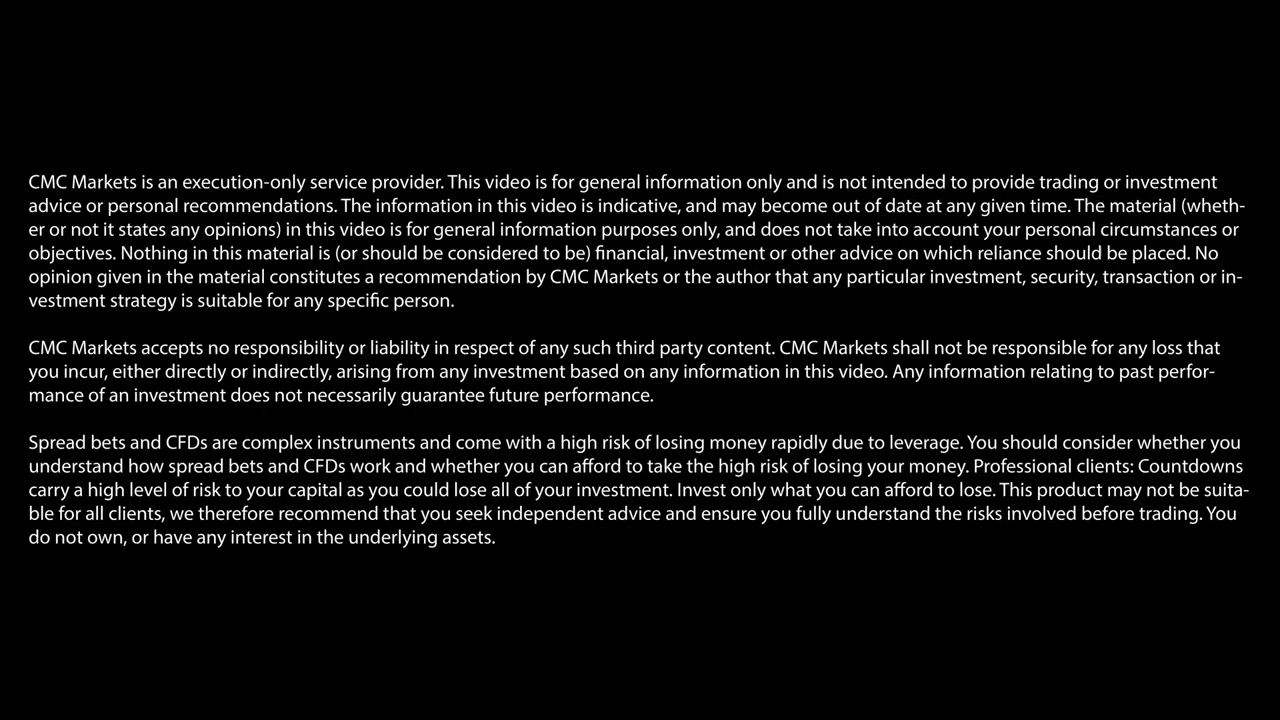 CMC Markets is an execution-only service provider. This video is for general information only and is not intended to provide trading or investment
advice or personal recommendations. The information in this video is indicative, and may become out of date at any given time. The material (wheth-
er or not it states any opinions) in this video is for general information purposes only, and does not take into account your personal circumstances or
objectives. Nothing in this material is (or should be considered to be) financial, investment or other advice on which reliance should be placed. No
opinion given in the material constitutes a recommendation by CMC Markets or the author that any particular investment, security, transaction or in-
vestment strategy is suitable for any specific person.
CMC Markets accepts no responsibility or liability in respect of any such third party content. CMC Markets shall not be responsible for any loss that
you incur, either directly or indirectly, arising from any investment based on any information in this video. Any information relating to past perfor-
mance of an investment does not necessarily guarantee future performance.
Spread bets and CFDs are complex instruments and come with a high risk of losing money rapidly due to leverage. You should consider whether you
understand how spread bets and CFDs work and whether you can afford to take the high risk of losing your money. Professional clients: Countdowns
carry a high level of risk to your capital as you could lose all of your investment. Invest only what you can afford to lose. This product may not be suita-
ble for all clients, we therefore recommend that you seek independent advice and ensure you fully understand the risks involved before trading. You
do not own, or have any interest in the underlying assets.